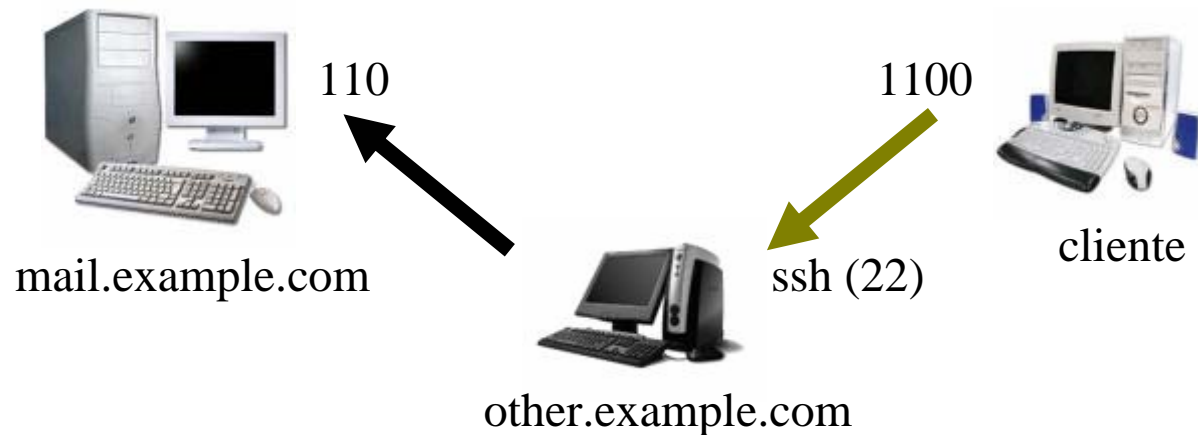 110
1100
mail.example.com
ssh (22)
cliente
other.example.com